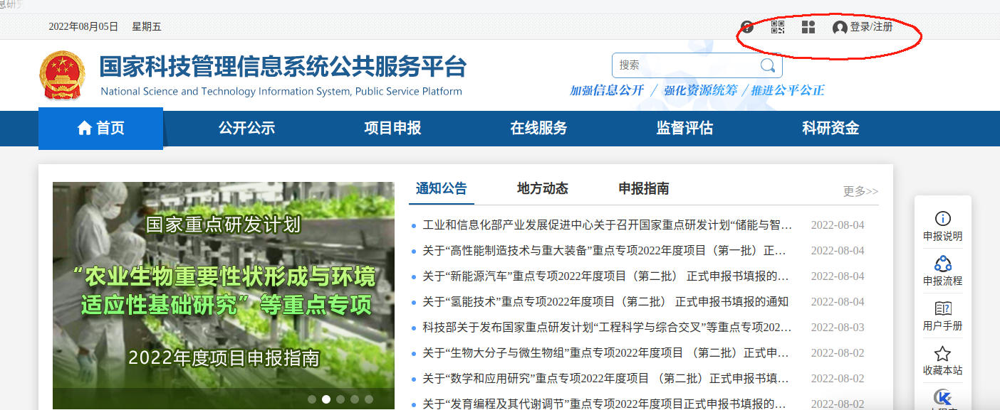 2022年08月05日 星期五
登录/注册
国家科技管理信息系统公共服务平台
National Science and Technology Information System, Public Service Platform
搜索
加强信息公开 / 强化资源统筹 / 推进公平公正
首页 公开公示 项目申报 在线服务 监督评估 科研资金
国家重点研发计划
“农业生物重要性状形成与环境
适应性基础研究”等重点专项
2022年度项目申报指南
通知公告 地方动态 申报指南 更多>>
工业和信息化部产业发展促进中心关于召开国家重点研发计划“储能与智… 2022-08-04
关于“高性能制造技术与重大装备”重点专项2022年度项目（第一批）正… 2022-08-04
关于“新能源汽车”重点专项2022年度项目（第二批） 正式申报书填报的… 2022-08-04
关于“氢能技术”重点专项2022年度项目（第二批） 正式申报书填报的通知 2022-08-04
科技部关于发布国家重点研发计划“工程科学与综合交叉”等重点专项202… 2022-08-03
关于“生物大分子与微生物组”重点专项2022年度项目 （第二批）正式申… 2022-08-02
关于“数学和应用研究”重点专项2022年度项目 （第二批）正式申报书填… 2022-08-02
关于“发育编程及其代谢调节”重点专项2022年度项目正式申报书填报的… 2022-08-02
申报说明
申报流程
用户手册
收藏本站